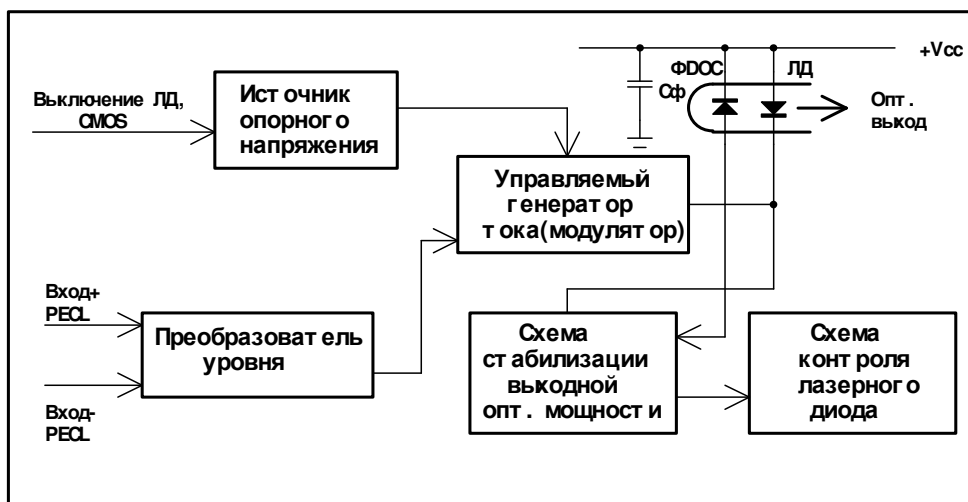 +Vcc
ФDOC
ЛД
Сф
Опт.
выход
Выключение ЛД,
CMOS
Источник
опорного
напряжения
Управляемый
генератор
тока(модулятор)
Вход+
PECL
Преобразователь
уровня
Вход-
PECL
Схема
стабилизации
выходной
опт. мощности
Схема
контроля
лазерного
диода